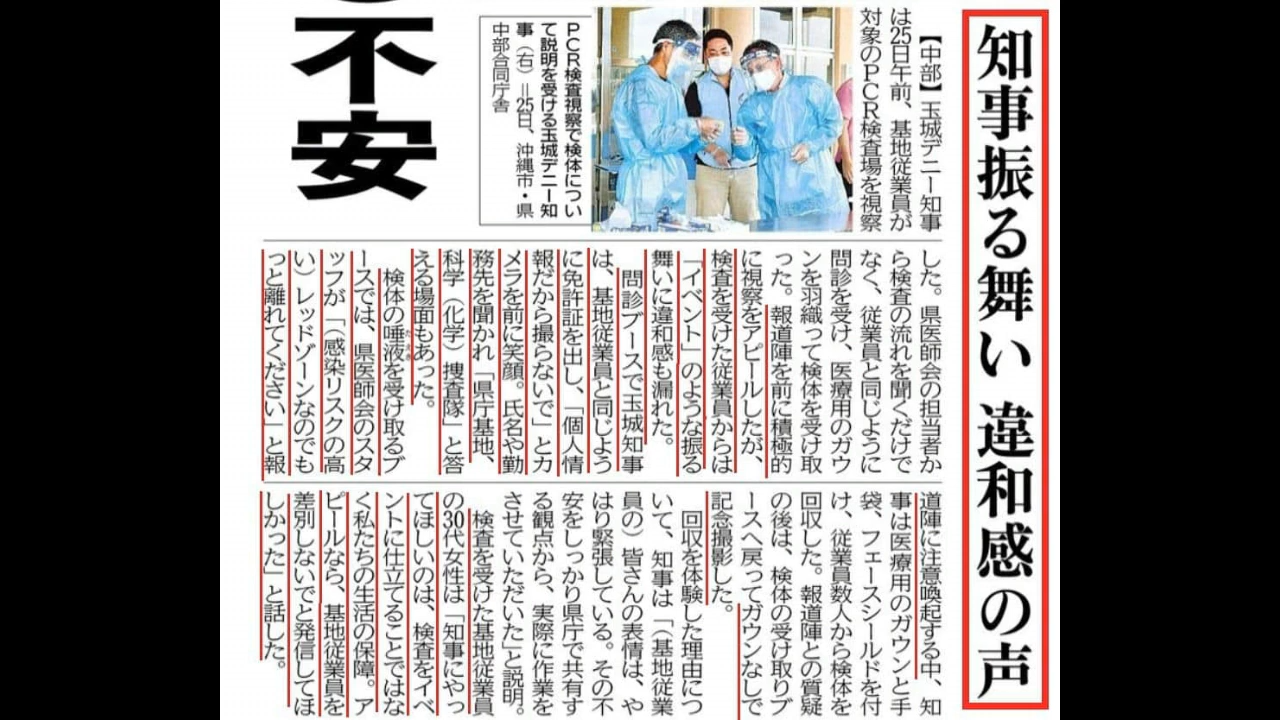 知事振る舞い 違和感の声
【中部】玉城デニー知事
は25日午前、基地従業員が
対象のPCR検査場を視察
した。県医師会の担当者か
ら検査の流れを聞くだけで
なく、従業員と同じように
問診を受け、医療用のガウ
ンを羽織って検体を受け取
った。報道陣を前に積極的
に視察をアピールしたが、
検査を受けた従業員からは
「イベント」のような振る
舞いに違和感も漏れた。
問診ブースで玉城知事
は、基地従業員と同じよう
に免許証を出し、「個人情
報だから撮らないで」とカ
メラを前に笑顔。氏名や勤
務先を聞かれ「県庁基地、
科学(化学)捜査隊」と答
える場面もあった。
検体の唾液を受け取るブ
ースでは、県医師会のスタ
ッフが「(感染リスクの高
い)レッドゾーンなのでも
っと離れてください」と報
道陣に注意喚起する中、知
事は医療用のガウンと手
袋、フェースシールドを付
け、従業員数人から検体を
回収した。報道陣との質疑
の後は、検体の受け取りブ
ースへ戻ってガウンなしで
記念撮影した。
回収を体験した理由につ
いて、知事は「(基地従業
員の)皆さんの表情は、や
はり緊張している。その不
安をしっかり県庁で共有す
る観点から、実際に作業を
させていただいた」と説明。
検査を受けた基地従業員
の30代女性は「知事にやっ
てほしいのは、検査をイベ
ントに仕立てることではな
く私たちの生活の保障。ア
ピールなら、基地従業員を
差別しないでと発信してほ
しかった」と話した。
PCR検査視察で検体につい
て説明を受ける玉城デニー知
事(右)=25日、沖縄市・県
中部合同庁舎
不安